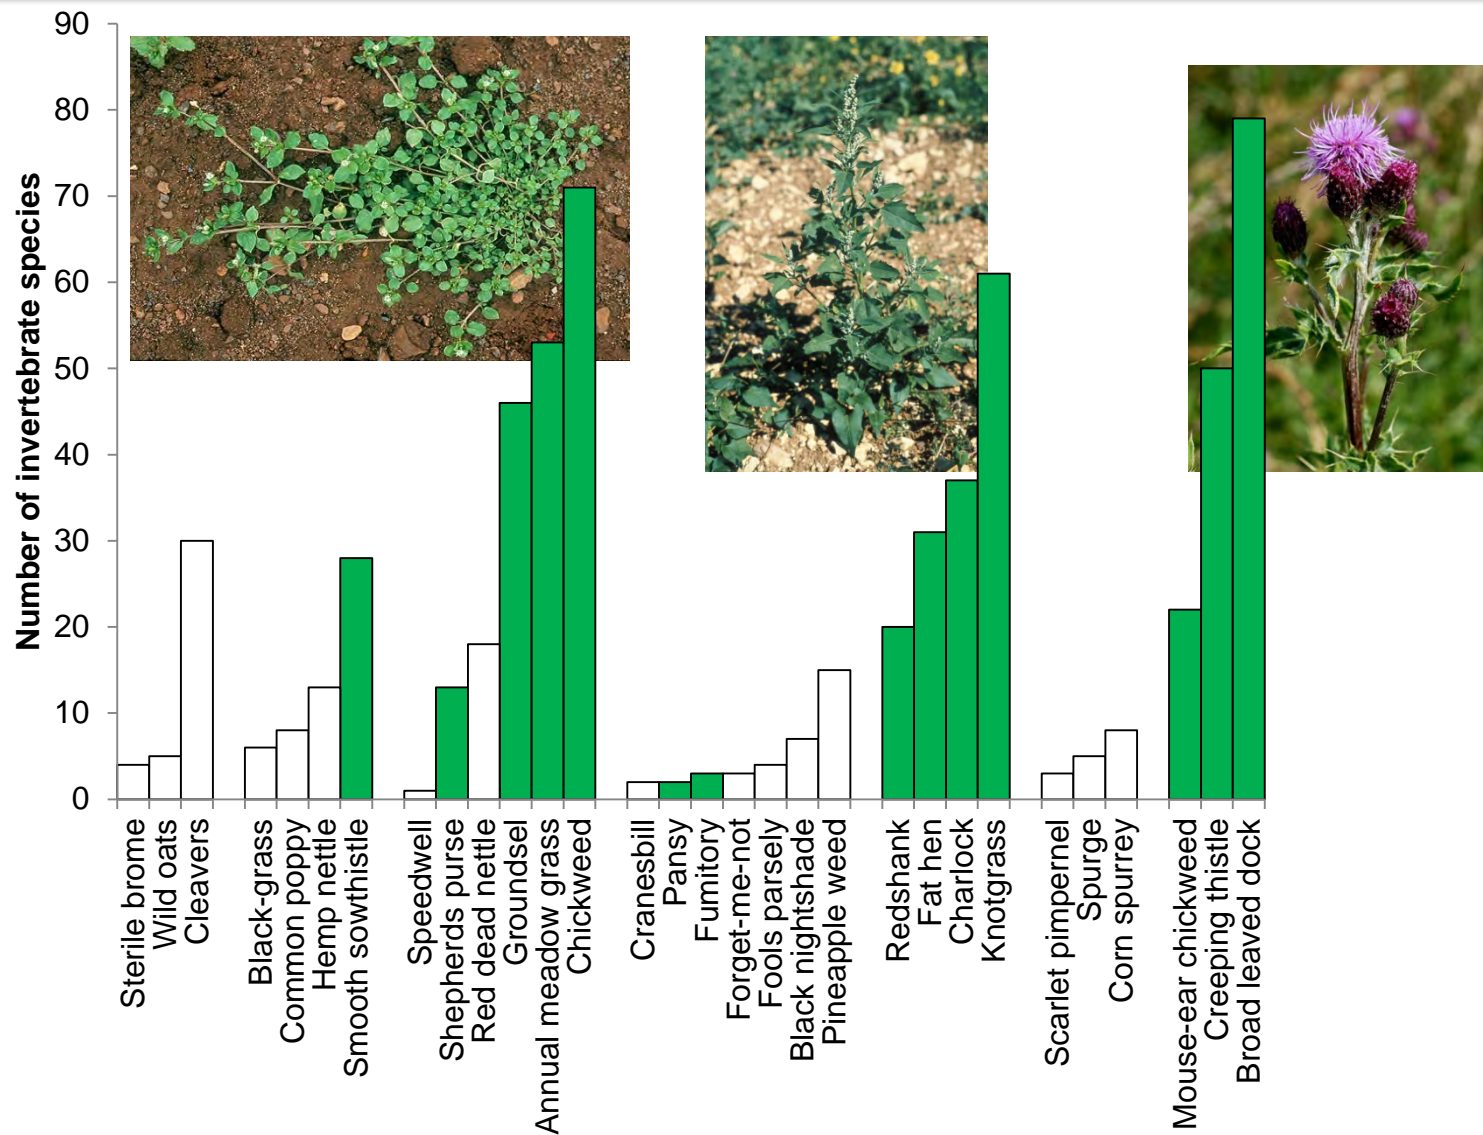 Number of invertebrate species
90
80
70
60
50
40
30
20
10
0
Sterile brome
Wild oats
Cleavers
Black-grass
Common poppy
Hemp nettle
Smooth sowthistle
Speedwell
Shepherds purse
Red dead nettle
Groundsel
Annual meadow grass
Chickweed
Cranesbill
Pansy
Fumitory
Forget-me-not
Fools parsely
Black nightshade
Pineapple weed
Redshank
Fat hen
Charlock
Knotgrass
Scarlet pimpernel
Spurge
Corn spurrey
Mouse-ear chickweed
Creeping thistle
Broad leaved dock